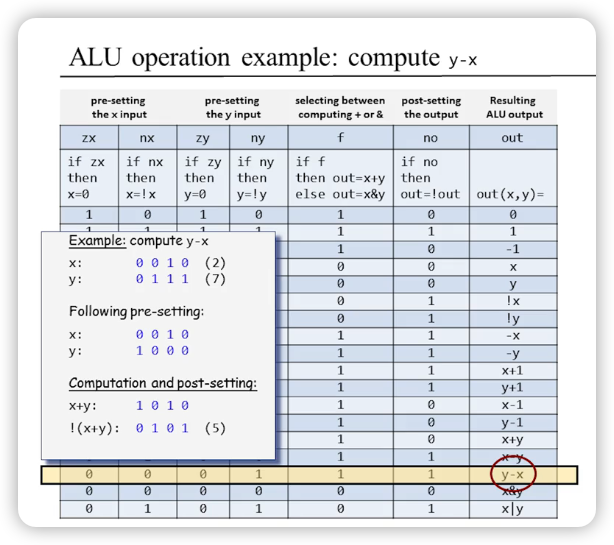 ALU operation example: compute y-x
pre-setting the x input
pre-setting the y input
selecting between computing + or &
post-setting the output
Resulting ALU output
zx nx zy ny f no out
if zx then x=0
if nx then x=!x
if zy then y=0
if ny then y=!y
if f then out=x+y else out=x&y
if no then out=!out
out(x,y)=
1 0 1 0 1 0 0
1 1 1 1 1 1 1
1 0 -1
0 0 x
0 0 y
0 1 !x
0 1 !y
1 1 -x
1 1 -y
1 1 x+1
1 1 y+1
1 0 x-1
1 0 y-1
1 0 x+y
1 1 x-y
0 0 0 1 1 1 y-x
0 0 0 0 0 0 x&y
0 1 0 1 0 1 x|y
Example: compute y-x
x: 0 0 1 0 (2)
y: 0 1 1 1 (7)
Following pre-setting:
x: 0 0 1 0
y: 1 0 0 0
Computation and post-setting:
x+y: 1 0 1 0
!(x+y): 0 1 0 1 (5)